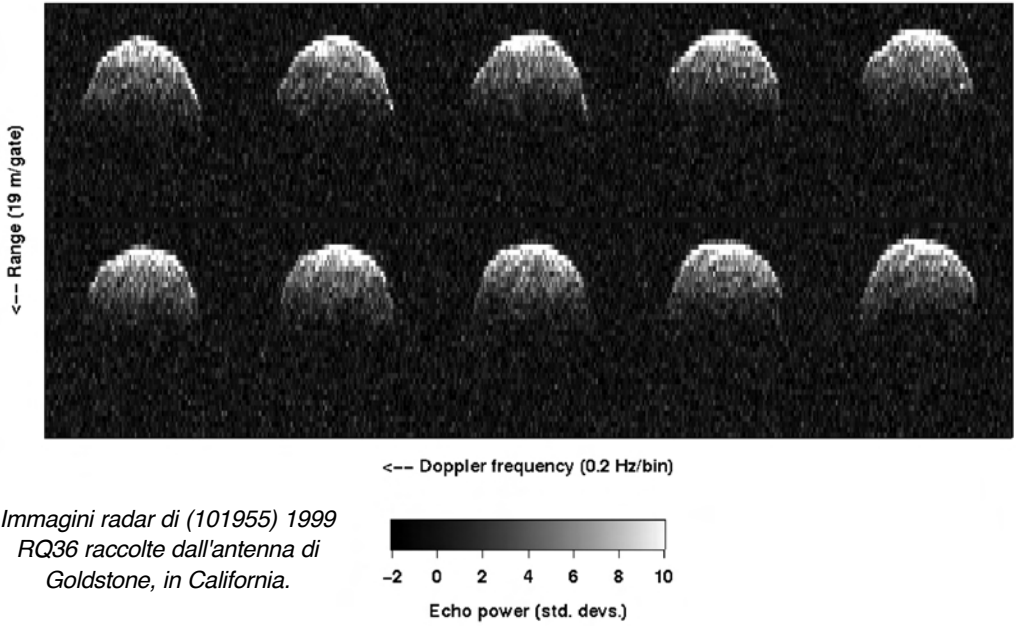 <--- Range (19 m/gate)
<-- Doppler frequency (0.2 Hz/bin)
Immagini radar di (101955) 1999
RQ36 raccolte dall'antenna di
Goldstone, in California.
-2 0 2 4 6 8 10
Echo power (std. devs.)